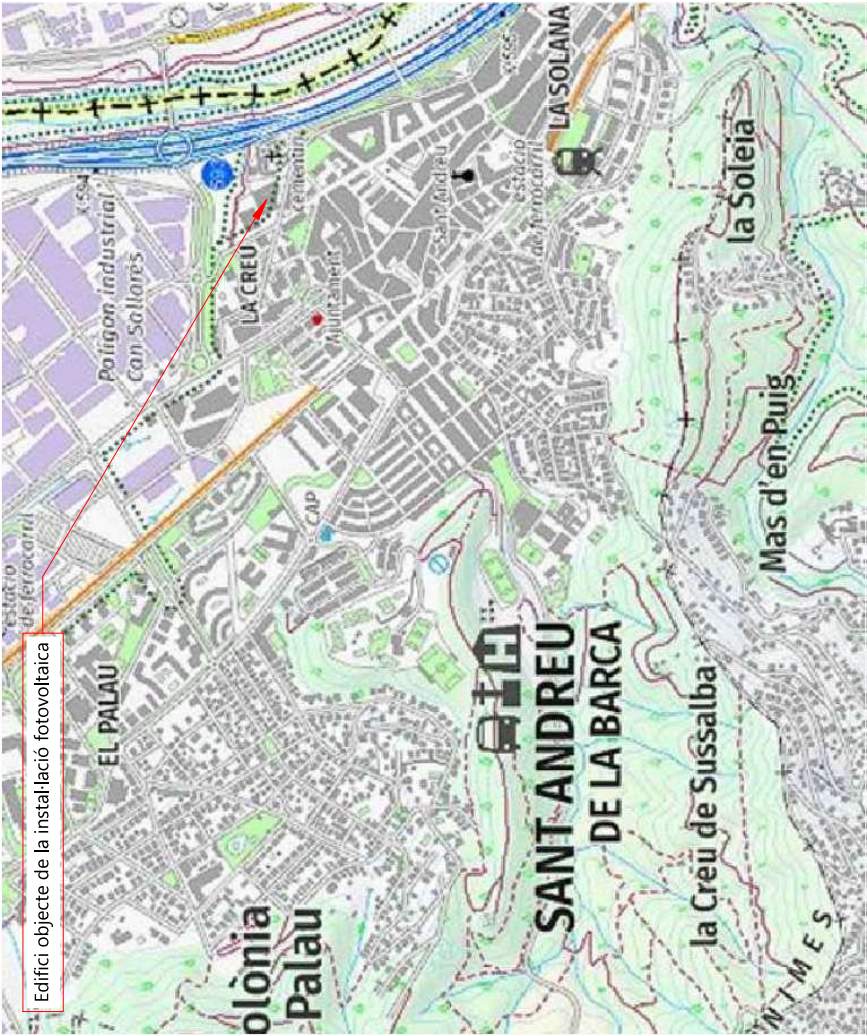 estació
de ferrocarril
Edifici objecte de la instal·lació fotovoltaica
Polígon industrial
Can Sallarès
EL PALAU
LA CREU
Cementiri
olònia
Palau
CAP
Ajuntament
Sant Andreu
estació
de ferrocarril
LA SOLANA
SANT ANDREU
DE LA BARCA
la Creu de Sussalba
la Soleia
Mas d'en Puig
NIMES